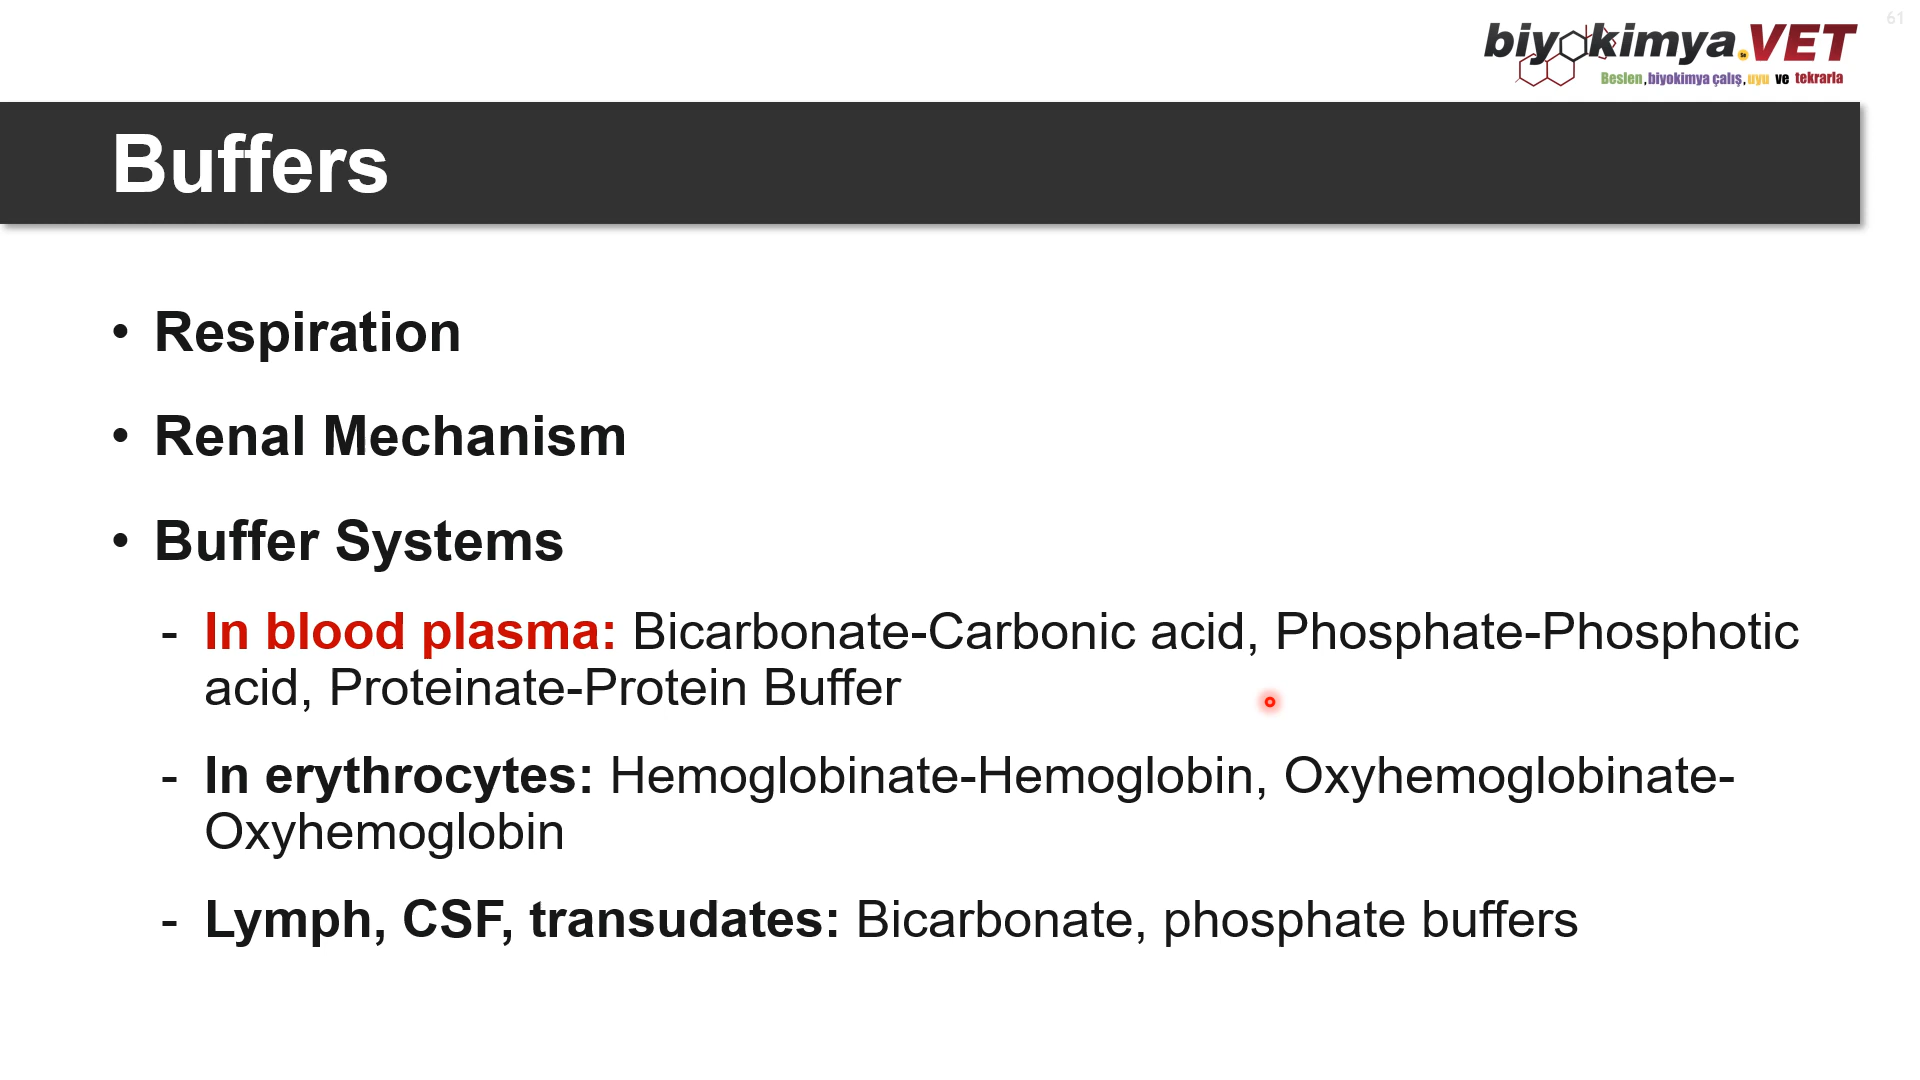 61
biyokimya.VET
Beslen, biyokimya çalış, uyu ve tekrarla
Buffers
• Respiration
• Renal Mechanism
• Buffer Systems
- In blood plasma: Bicarbonate-Carbonic acid, Phosphate-Phosphotic
acid, Proteinate-Protein Buffer
- In erythrocytes: Hemoglobinate-Hemoglobin, Oxyhemoglobinate-
Oxyhemoglobin
- Lymph, CSF, transudates: Bicarbonate, phosphate buffers